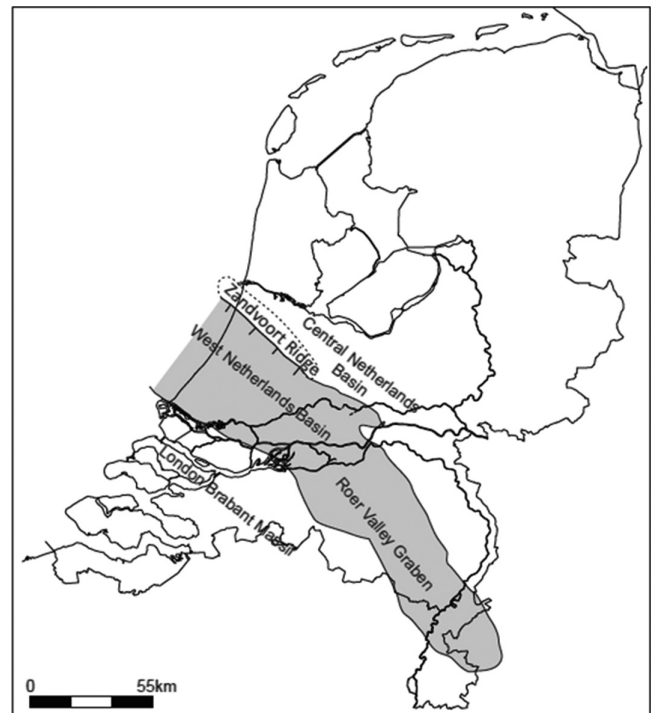 Zandvoort Ridge
Central Netherlands
Basin
West Netherlands Basin
London Brabant Massif
Roer Valley Graben
0 55km